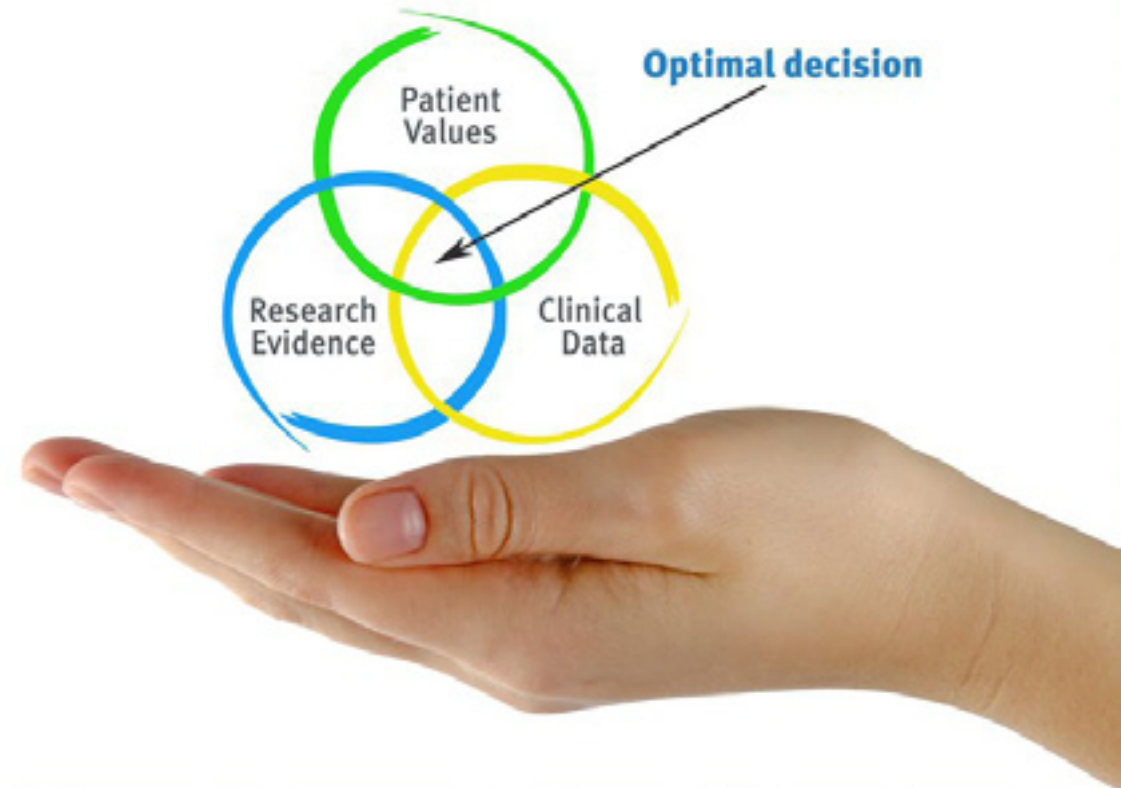 Optimal decision
Patient
Values
Research
Evidence
Clinical
Data